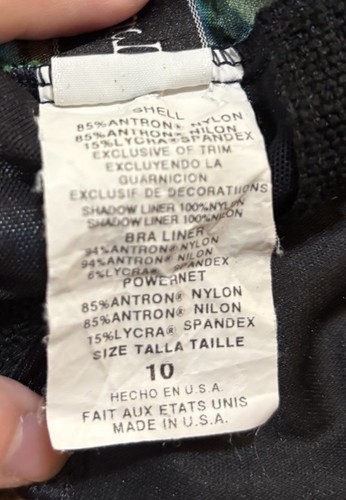 SHELL
85%ANTRON® NYLON
85%ANTRON® NILON
15%LYCRA®SPANDEX
EXCLUSIVE OF TRIM
EXCLUYENDO LA
GUARNICION
EXCLUSIF DE DECORATIIONS
SHADOW LINER 100%NYLON
SHADOW LINER 100%NILON
BRA LINER
94%ANTRON®NYLON
94%ANTRON® NILON
6%LYCRA® SPANDEX
POWERNET
85%ANTRON® NYLON
85%ANTRON® NILON
15%LYCRA® SPANDEX
SIZE TALLA TAILLE
10
HECHO EN U.S.A.
FAIT AUX ETATS UNIS
MADE IN U.S.A.